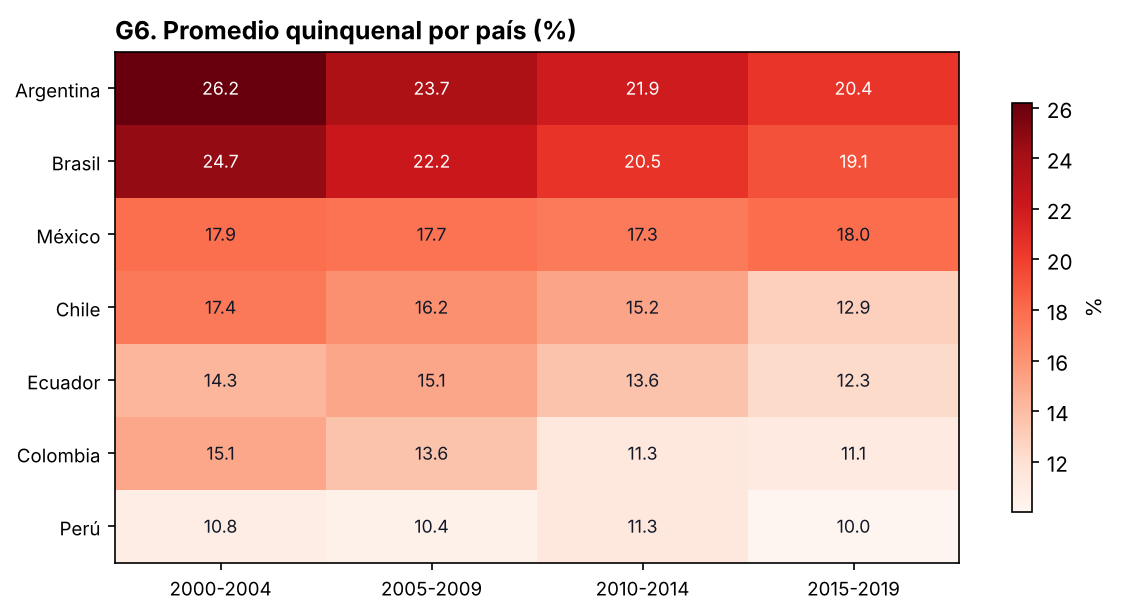 G6. Promedio quinquenal por país (%)
Argentina 26.2 23.7 21.9 20.4
Brasil 24.7 22.2 20.5 19.1
México 17.9 17.7 17.3 18.0
Chile 17.4 16.2 15.2 12.9
Ecuador 14.3 15.1 13.6 12.3
Colombia 15.1 13.6 11.3 11.1
Perú 10.8 10.4 11.3 10.0
2000-2004 2005-2009 2010-2014 2015-2019
26
24
22
20
18
16
14
12
%